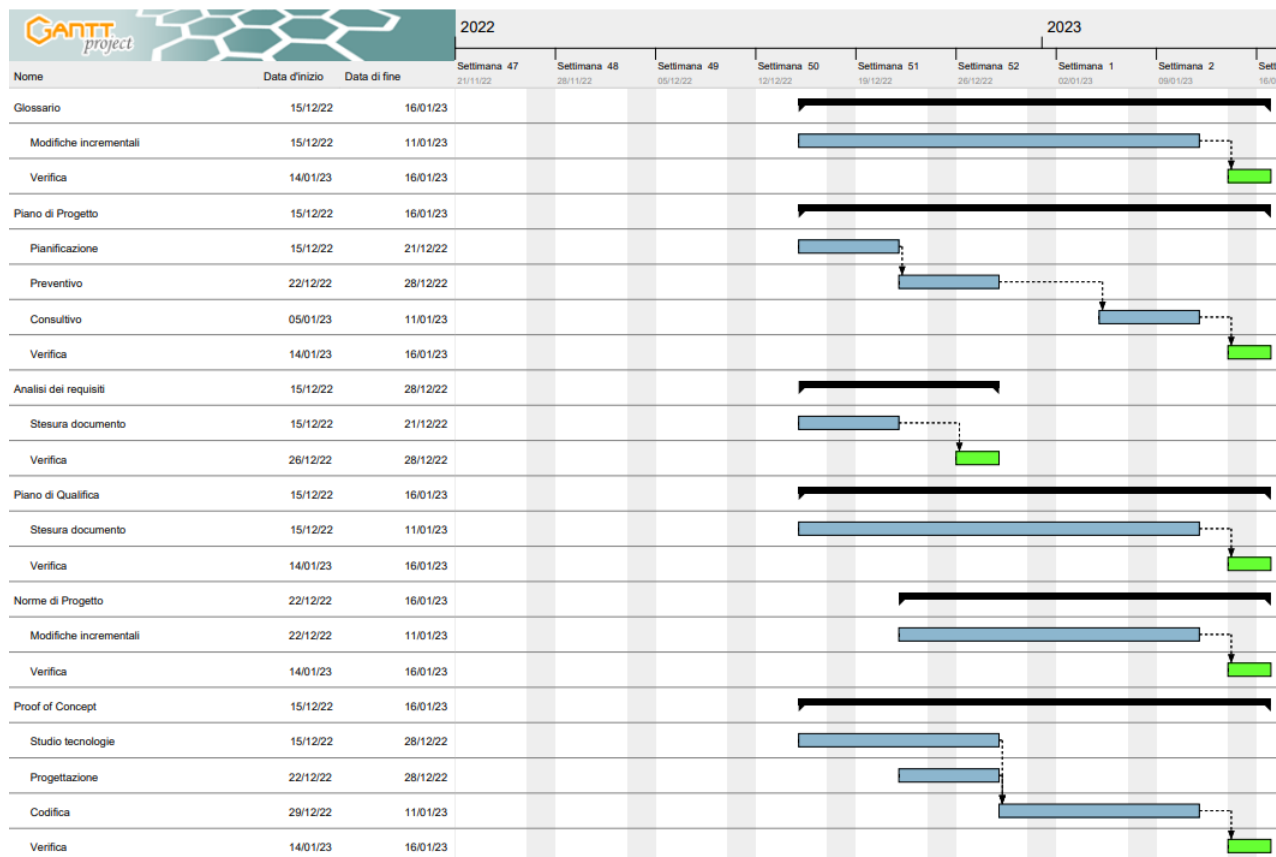 GANTT project
2022 2023
Settimana 47 Settimana 48 Settimana 49 Settimana 50 Settimana 51 Settimana 52 Settimana 1 Settimana 2 Sett
Nome Data d'inizio Data di fine 21/11/22 28/11/22 05/12/22 12/12/22 19/12/22 26/12/22 02/01/23 09/01/23 16/0
Glossario 15/12/22 16/01/23
Modifiche incrementali 15/12/22 11/01/23
Verifica 14/01/23 16/01/23
Piano di Progetto 15/12/22 16/01/23
Pianificazione 15/12/22 21/12/22
Preventivo 22/12/22 28/12/22
Consultivo 05/01/23 11/01/23
Verifica 14/01/23 16/01/23
Analisi dei requisiti 15/12/22 28/12/22
Stesura documento 15/12/22 21/12/22
Verifica 26/12/22 28/12/22
Piano di Qualifica 15/12/22 16/01/23
Stesura documento 15/12/22 11/01/23
Verifica 14/01/23 16/01/23
Norme di Progetto 22/12/22 16/01/23
Modifiche incrementali 22/12/22 11/01/23
Verifica 14/01/23 16/01/23
Proof of Concept 15/12/22 16/01/23
Studio tecnologie 15/12/22 28/12/22
Progettazione 22/12/22 28/12/22
Codifica 29/12/22 11/01/23
Verifica 14/01/23 16/01/23